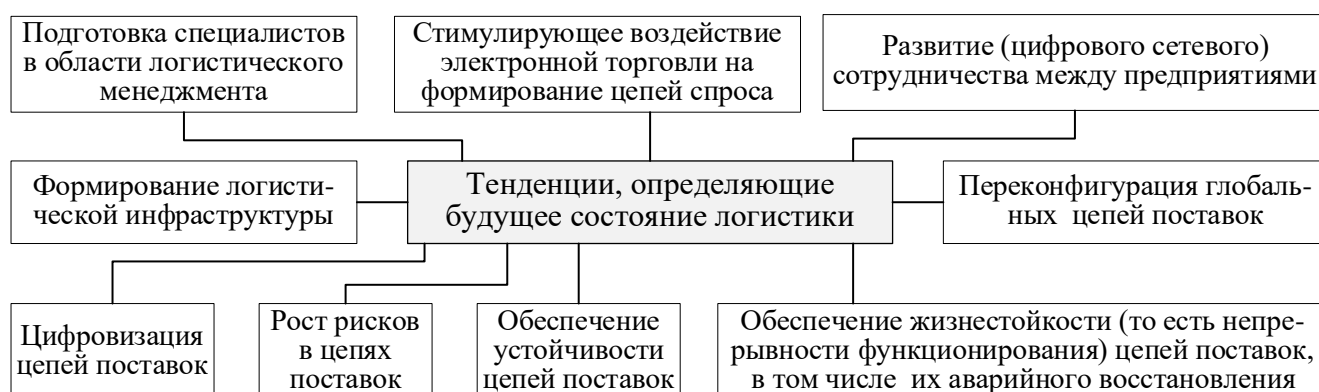 Подготовка специалистов
в области логистического
менеджмента
Стимулирующее воздействие
электронной торговли на
формирование цепей спроса
Развитие (цифрового сетевого)
сотрудничества между предприятиями
Формирование логисти-
ческой инфраструктуры
Тенденции, определяющие
будущее состояние логистики
Переконфигурация глобаль-
ных цепей поставок
Цифровизация
цепей поставок
Рост рисков
в цепях
поставок
Обеспечение
устойчивости
цепей поставок
Обеспечение жизнестойкости (то есть непре-
рывности функционирования) цепей поставок,
в том числе их аварийного восстановления